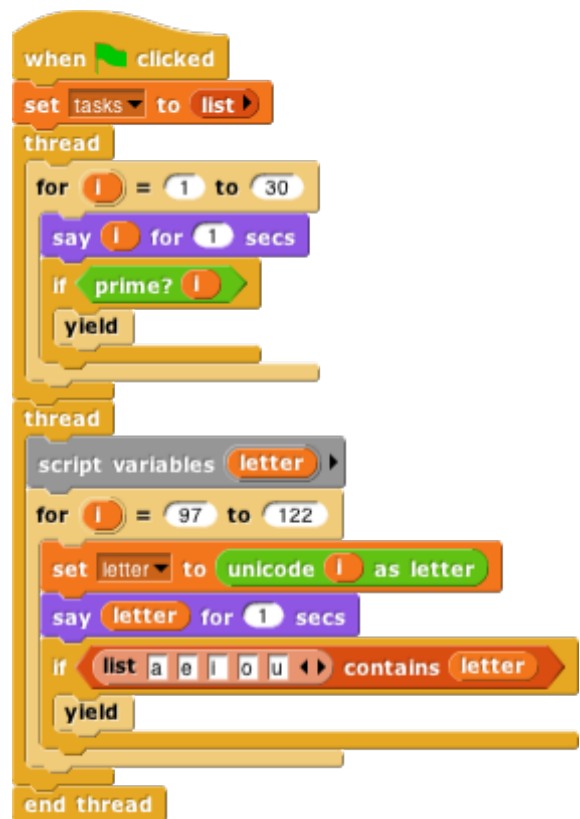 when clicked
set tasks to list
thread
for i = 1 to 30
say i for 1 secs
if prime? i
yield
thread
script variables letter
for i = 97 to 122
set letter to unicode i as letter
say letter for 1 secs
if list a e i o u contains letter
yield
end thread